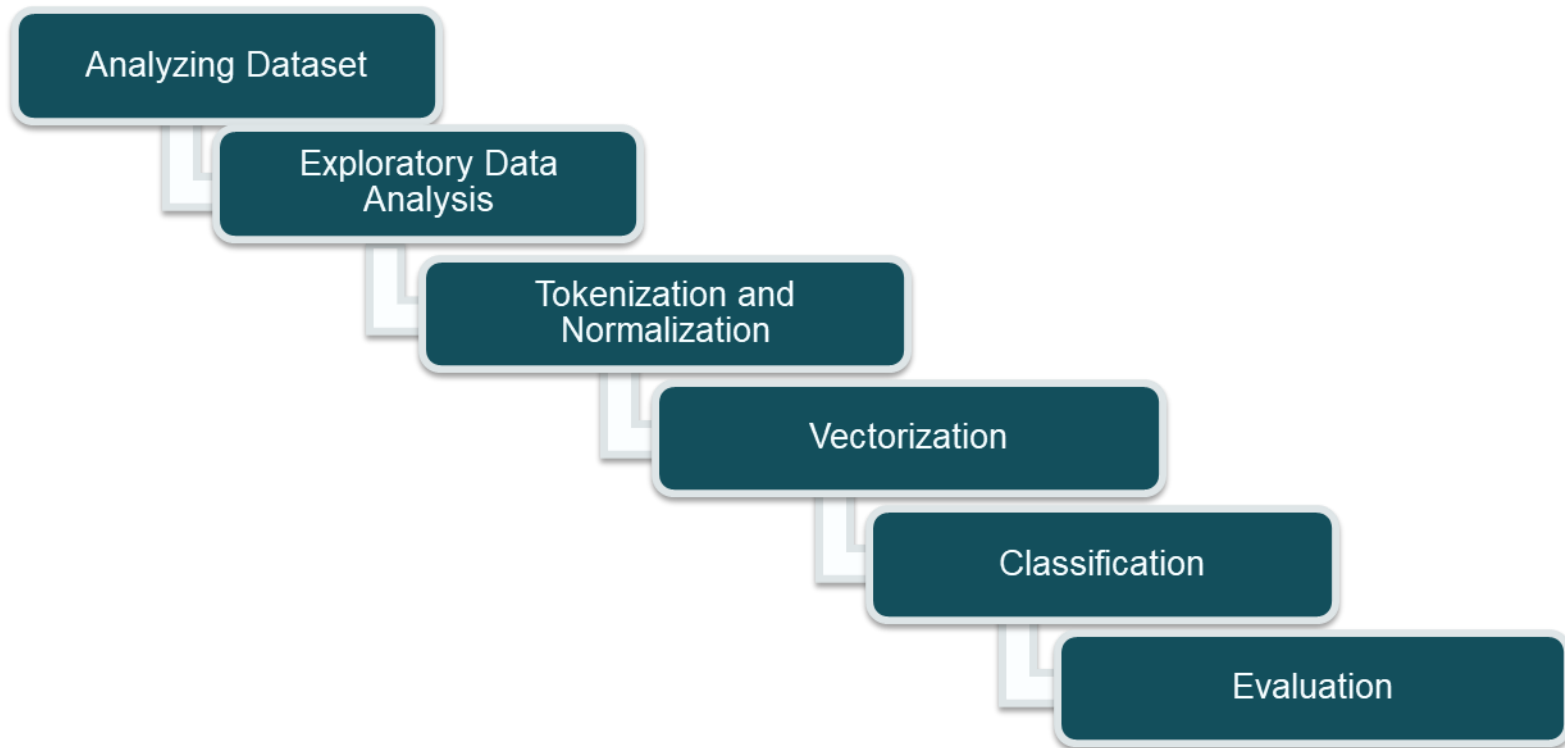 Analyzing Dataset
Exploratory Data
Analysis
Tokenization and
Normalization
Vectorization
Classification
Evaluation